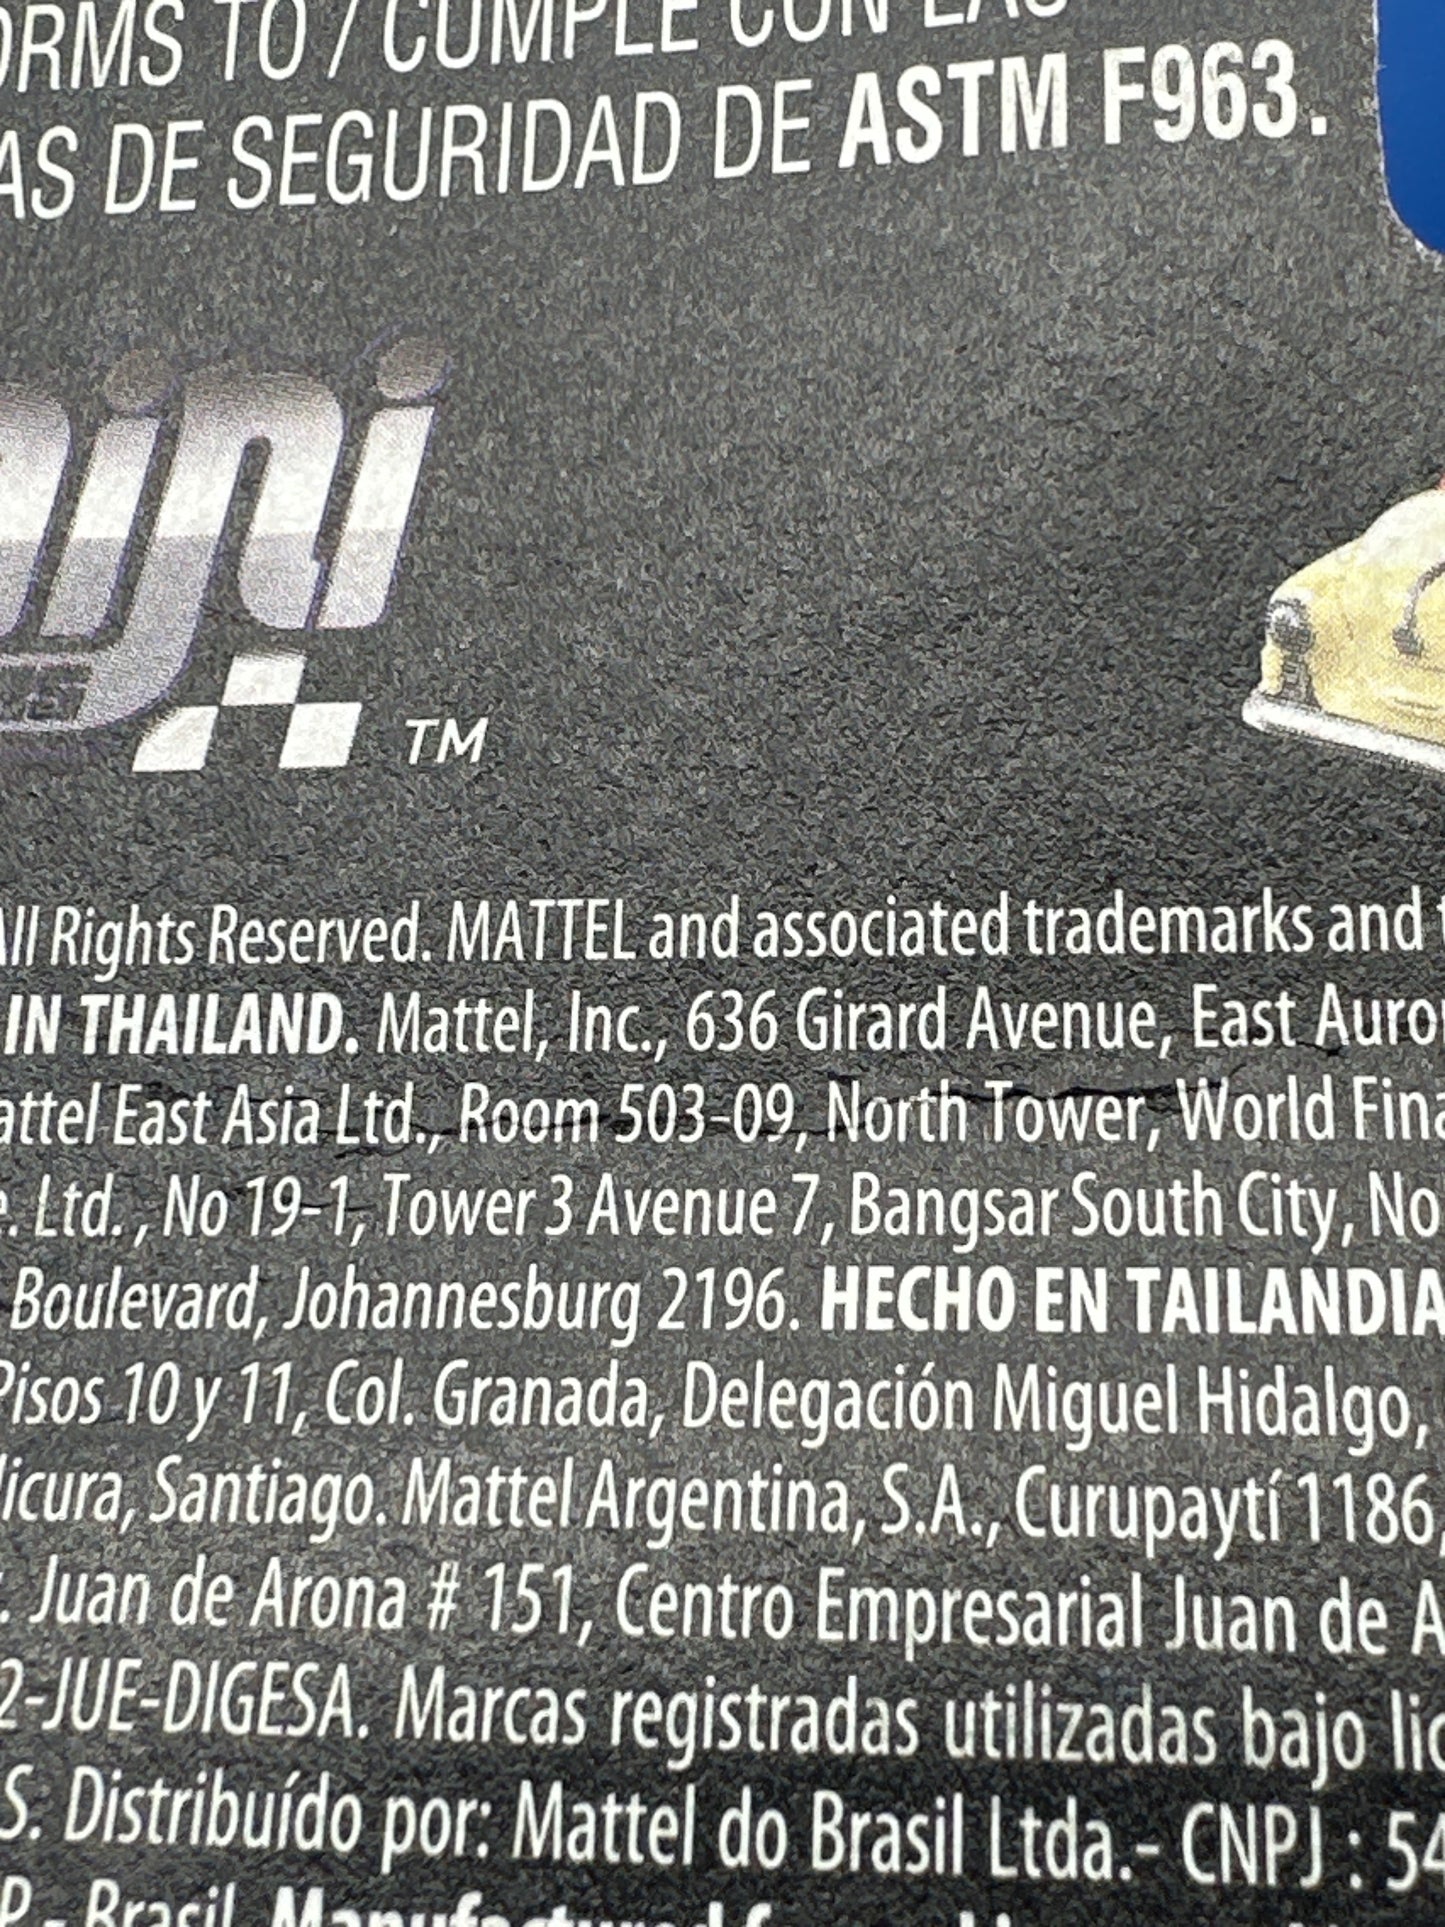 TO / CUMPLE CON LAS
DE SEGURIDAD DE ASTM F963.
TM
All Rights Reserved. MATTEL and associated trademarks and
IN THAILAND. Mattel, Inc., 636 Girard Avenue, East Auro
attel East Asia Ltd., Room 503-09, North Tower, World Fina
e. Ltd. , No 19-1, Tower 3 Avenue 7, Bangsar South City, No
Boulevard, Johannesburg 2196. HECHO EN TAILANDIA
Pisos 10 y 11, Col. Granada, Delegación Miguel Hidalgo,
licura, Santiago. Mattel Argentina, S.A., Curupaytí 1186,
. Juan de Arona # 151, Centro Empresarial Juan de A
2-JUE-DIGESA. Marcas registradas utilizadas bajo lic
S. Distribuído por: Mattel do Brasil Ltda.- CNPJ : 54
P - Brasil. Manufactured